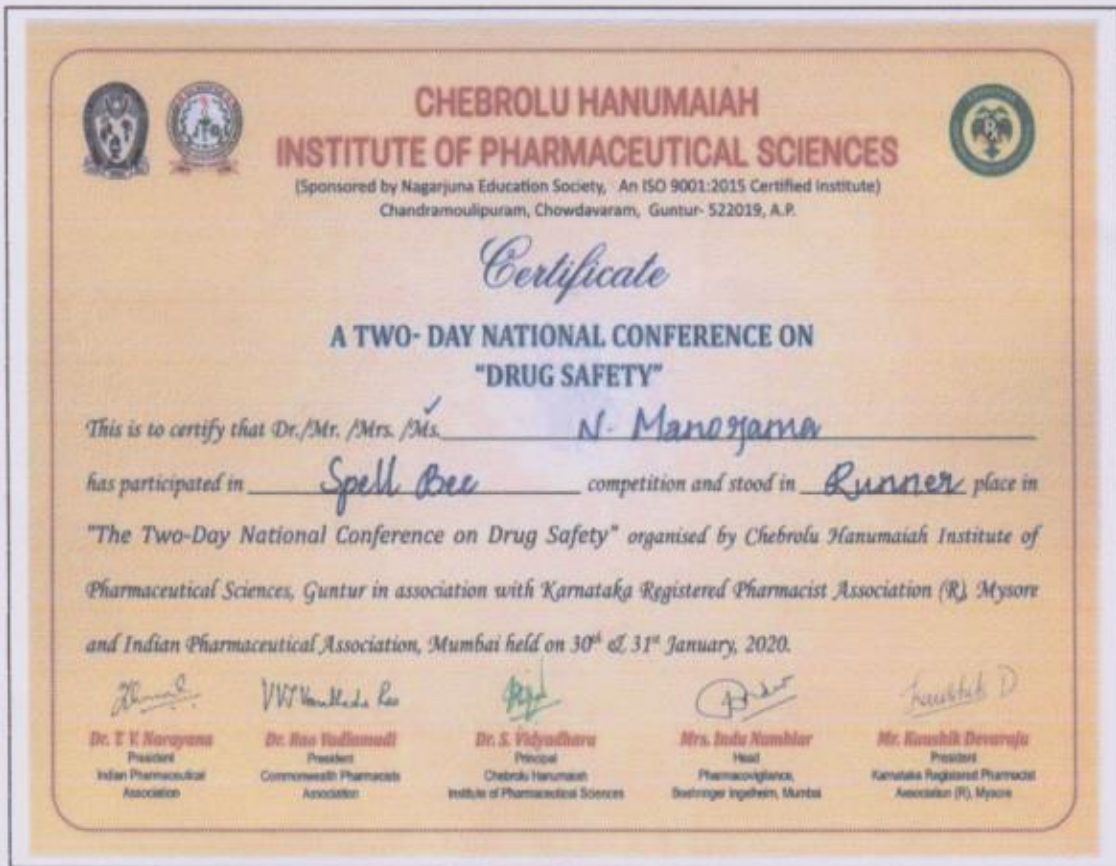 CHEBROLU HANUMAIAH
INSTITUTE OF PHARMACEUTICAL SCIENCES
(Sponsored by Nagarjuna Education Society, An ISO 9001:2015 Certified Institute)
Chandramoulipuram, Chowdavaram, Guntur- 522019, A.P.
Certificate
A TWO- DAY NATIONAL CONFERENCE ON
"DRUG SAFETY"
This is to certify that Dr./Mr. /Mrs. /Ms. N. Manorama
has participated in Spell Bee competition and stood in Runner place in
"The Two-Day National Conference on Drug Safety" organised by Chebrolu Hanumaiah Institute of
Pharmaceutical Sciences, Guntur in association with Karnataka Registered Pharmacist Association (R), Mysore
and Indian Pharmaceutical Association, Mumbai held on 30th & 31st January, 2020.
Kaushik D
Dr. T V Narayana Dr. Rao Vadlamudi Dr. S. Vidyadhara Mrs. Indu Nambiar Mr. Kaushik Devaraju
President President Principal Head President
Indian Pharmaceutical Commonwealth Pharmacists Chebrolu Hanumaiah Pharmacovigilance, Karnataka Registered Pharmacist
Association Association Institute of Pharmaceutical Sciences Boehringer Ingelheim, Mumbai Association (R), Mysore